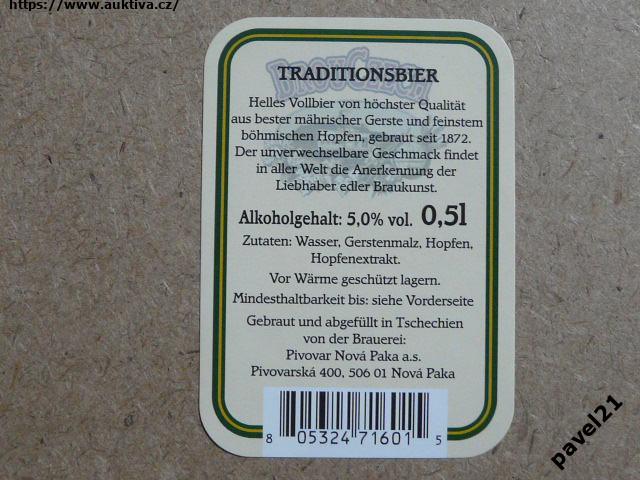 https://www.auktiva.cz/
BROUCZECH
TRADITIONSBIER
Helles Vollbier von höchster Qualität
aus bester mährischer Gerste und feinstem
böhmischen Hopfen, gebraut seit 1872.
Der unverwechselbare Geschmack findet
in aller Welt die Anerkennung der
Liebhaber edler Braukunst.
Alkoholgehalt: 5,0% vol. 0,5l
Zutaten: Wasser, Gerstenmalz, Hopfen,
Hopfenextrakt.
Vor Wärme geschützt lagern.
Mindesthaltbarkeit bis: siehe Vorderseite
Gebraut und abgefüllt in Tschechien
von der Brauerei:
Pivovar Nová Paka a.s.
Pivovarská 400, 506 01 Nová Paka
8 05324 71601 5
pavel21